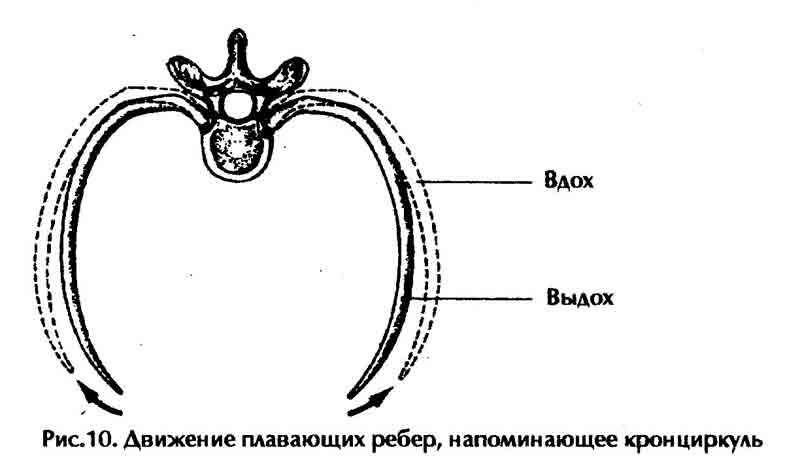 Вдох
Выдох
Рис.10. Движение плавающих ребер, напоминающее кронциркуль